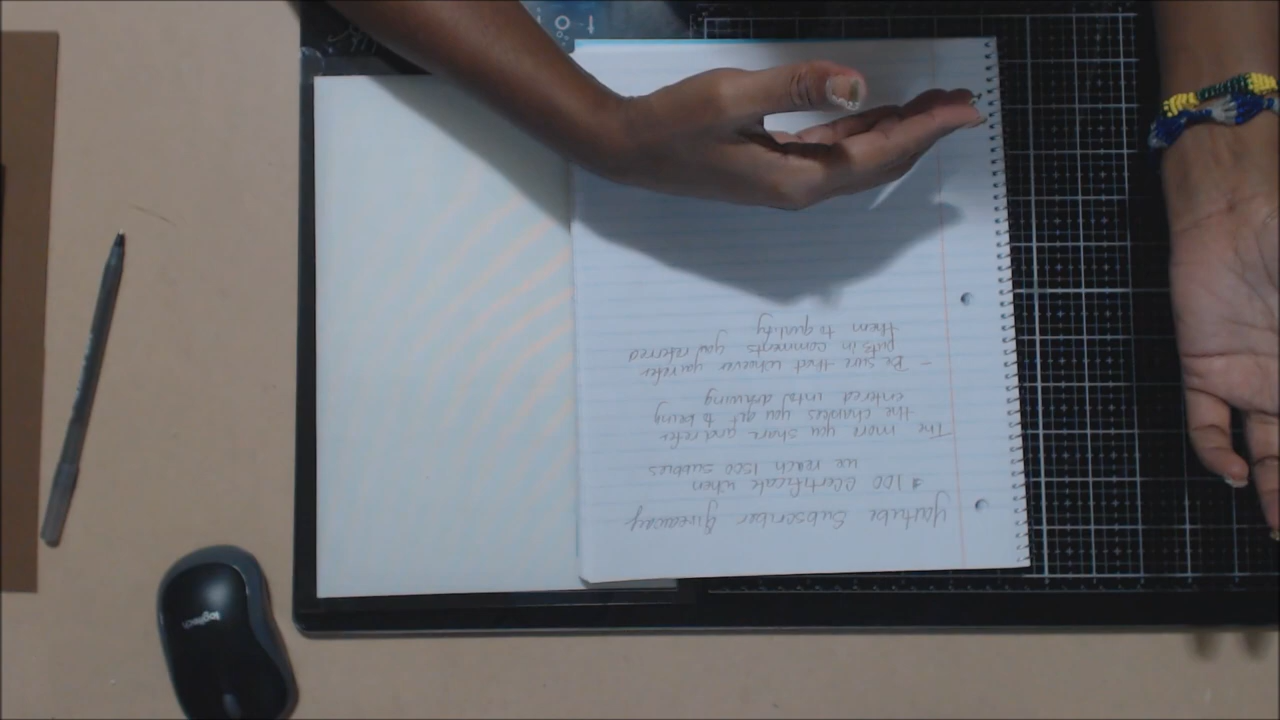 Youtube Subscriber giveaway
$100 Certificate when
we reach 1500 subbies
The more you share and refer
the chances you get to being
entered into drawing
- Be sure that whoever you refer
puts in comments you referred
them to qualify
logitech